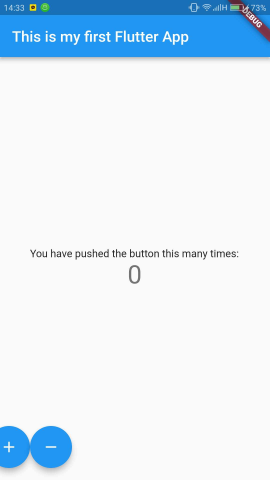 14:33 H 73%
DEBUG
This is my first Flutter App
You have pushed the button this many times:
0
+ −